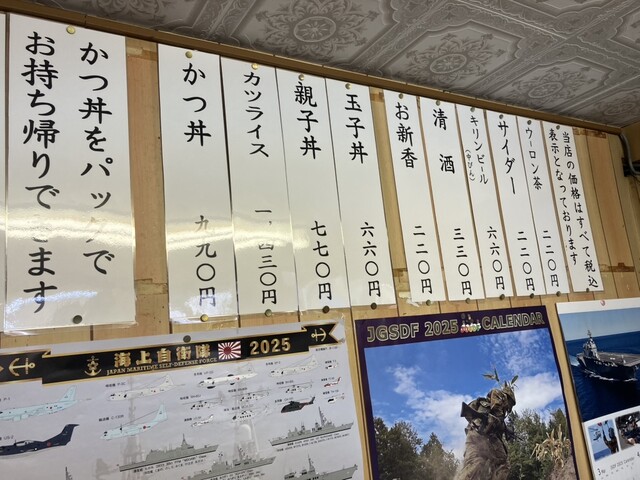 かつ丼をパックで
お持ち帰りできます
かつ丼 九九〇円
カツライス 一、四三〇円
親子丼 七七〇円
玉子丼 六六〇円
お新香 二二〇円
清酒 三三〇円
キリンビール(中びん) 六六〇円
サイダー 二二〇円
ウーロン茶 二二〇円
当店の価格はすべて税込
表示となっております
海上自衛隊 2025
JAPAN MARITIME SELF-DEFENSE FORCE
JGSDF 2025 CALENDAR